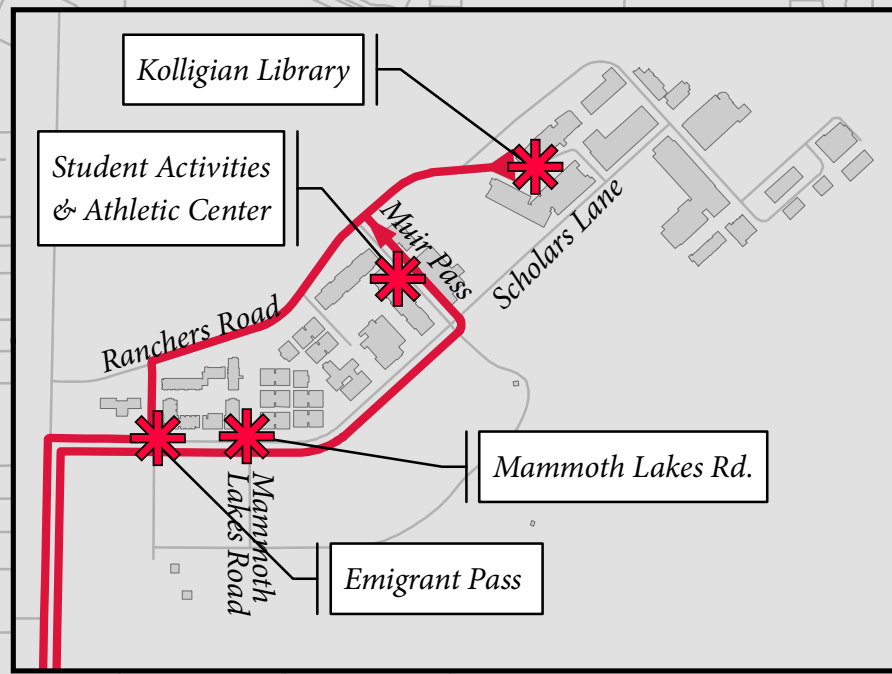 Kolligian Library
Student Activities
& Athletic Center
Muir Pass
Scholars Lane
Ranchers Road
Mammoth Lakes Rd.
Mammoth
Lakes Road
Emigrant Pass